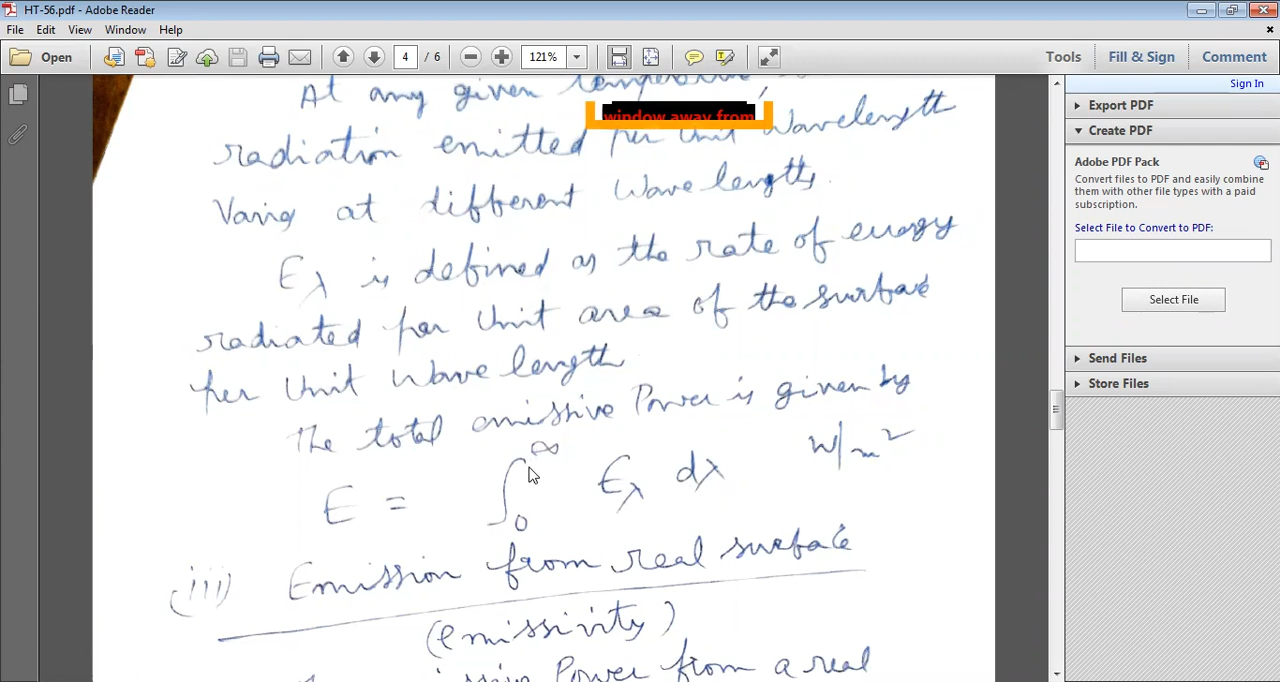 HT-56.pdf - Adobe Reader
File Edit View Window Help
Open 4 / 6 121% Tools Fill & Sign Comment
Sign In
Export PDF
Create PDF
Adobe PDF Pack
Convert files to PDF and easily combine
them with other file types with a paid
subscription.
Select File to Convert to PDF:
Select File
Send Files
Store Files
At any given
window away from
radiation emitted per Unit Wavelength
Varing at different Wave lengths.
Eλ is defined as the rate of energy
radiated per Unit area of the surface
per Unit Wave length
The total emissive Power is given by
E = ∫₀^∞ Eλ dλ W/m²
(iii) Emission from real surface
(emissivity)
Power from a real